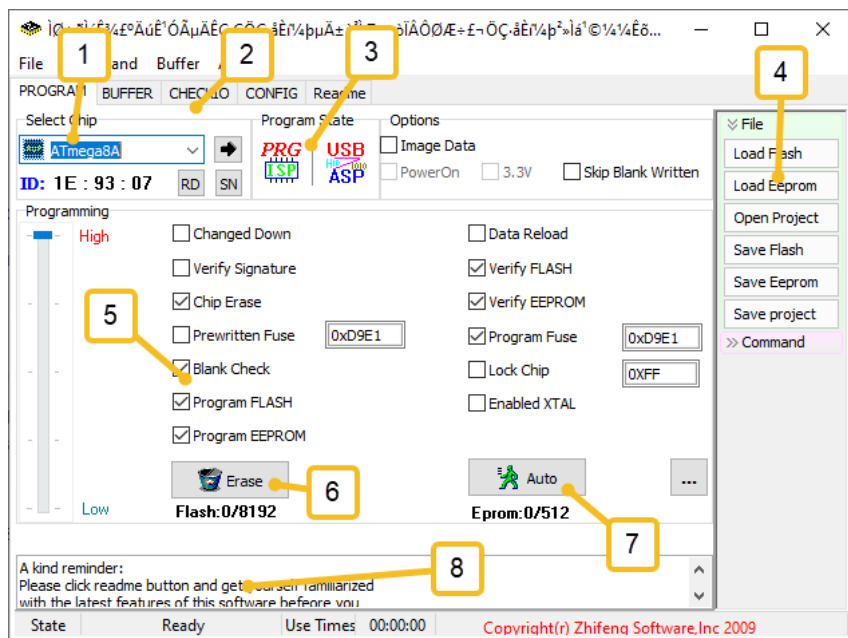 File and Buffer
PROGRAM BUFFER CHECKIO CONFIG Readme
Select Chip Program State Options
ATmega8A
PRG ISP USB ASP
Image Data
PowerOn 3.3V Skip Blank Written
ID: 1E : 93 : 07 RD SN
Programming
High
Low
Changed Down
Verify Signature
Chip Erase
Prewritten Fuse 0xD9E1
Blank Check
Program FLASH
Program EEPROM
Data Reload
Verify FLASH
Verify EEPROM
Program Fuse 0xD9E1
Lock Chip 0XFF
Enabled XTAL
Erase
Auto
...
Flash:0/8192
Eprom:0/512
File
Load Flash
Load Eeprom
Open Project
Save Flash
Save Eeprom
Save project
Command
A kind reminder:
Please click readme button and get yourself familiarized
with the latest features of this software befepre you
State Ready Use Times 00:00:00 Copyright(r) Zhifeng Software,Inc 2009
1
2
3
4
5
6
7
8